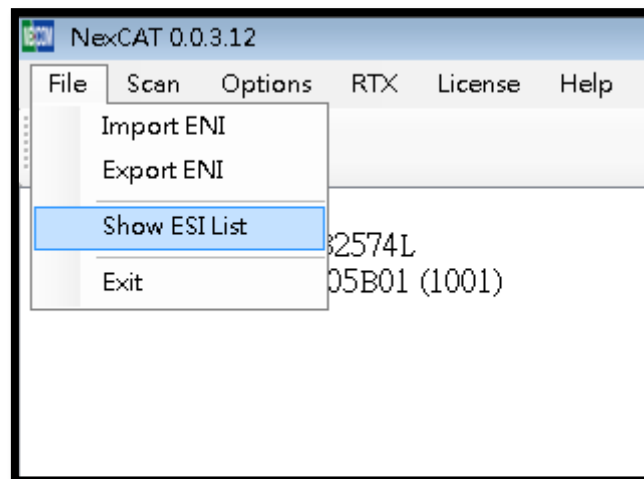 NexCAT 0.0.3.12
File Scan Options RTX License Help
Import ENI
Export ENI
Show ESI List
Exit
82574L
05B01 (1001)